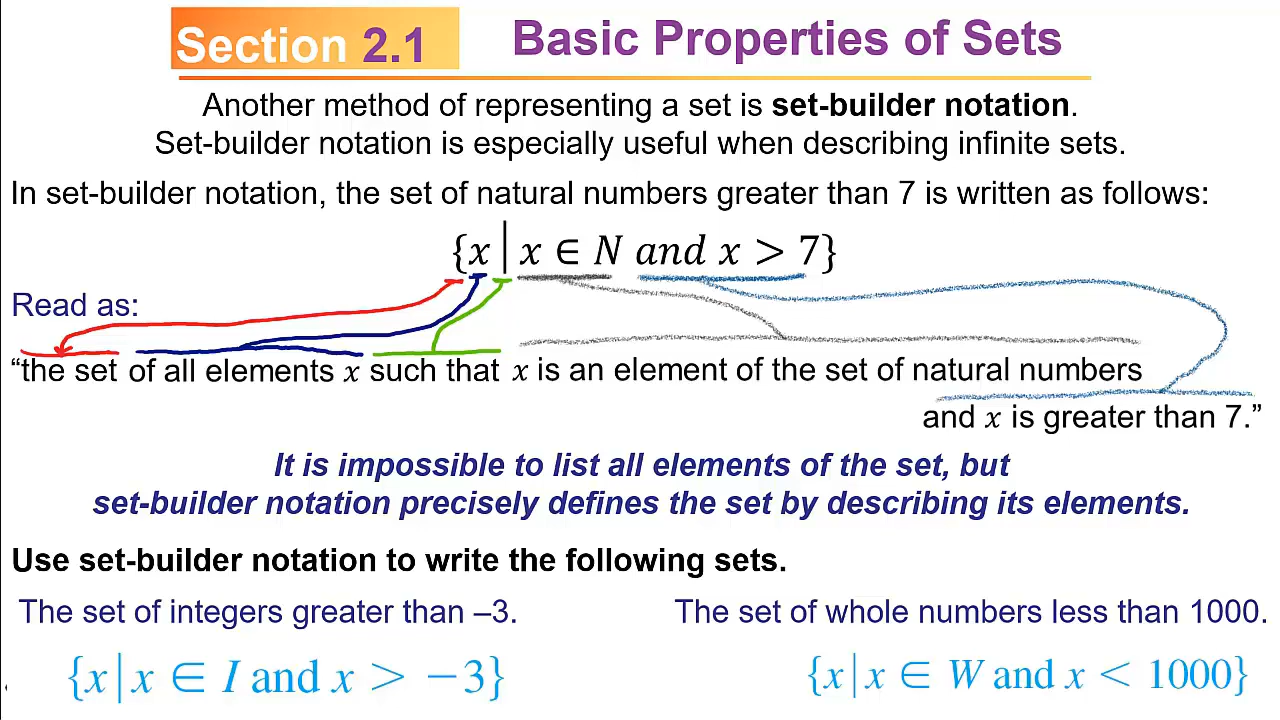 Section 2.1 Basic Properties of Sets
Another method of representing a set is set-builder notation.
Set-builder notation is especially useful when describing infinite sets.
In set-builder notation, the set of natural numbers greater than 7 is written as follows:
{x | x ∈ N and x > 7}
Read as:
“the set of all elements x such that x is an element of the set of natural numbers
and x is greater than 7.”
It is impossible to list all elements of the set, but
set-builder notation precisely defines the set by describing its elements.
Use set-builder notation to write the following sets.
The set of integers greater than –3.
The set of whole numbers less than 1000.
{x | x ∈ I and x > −3}
{x | x ∈ W and x < 1000}